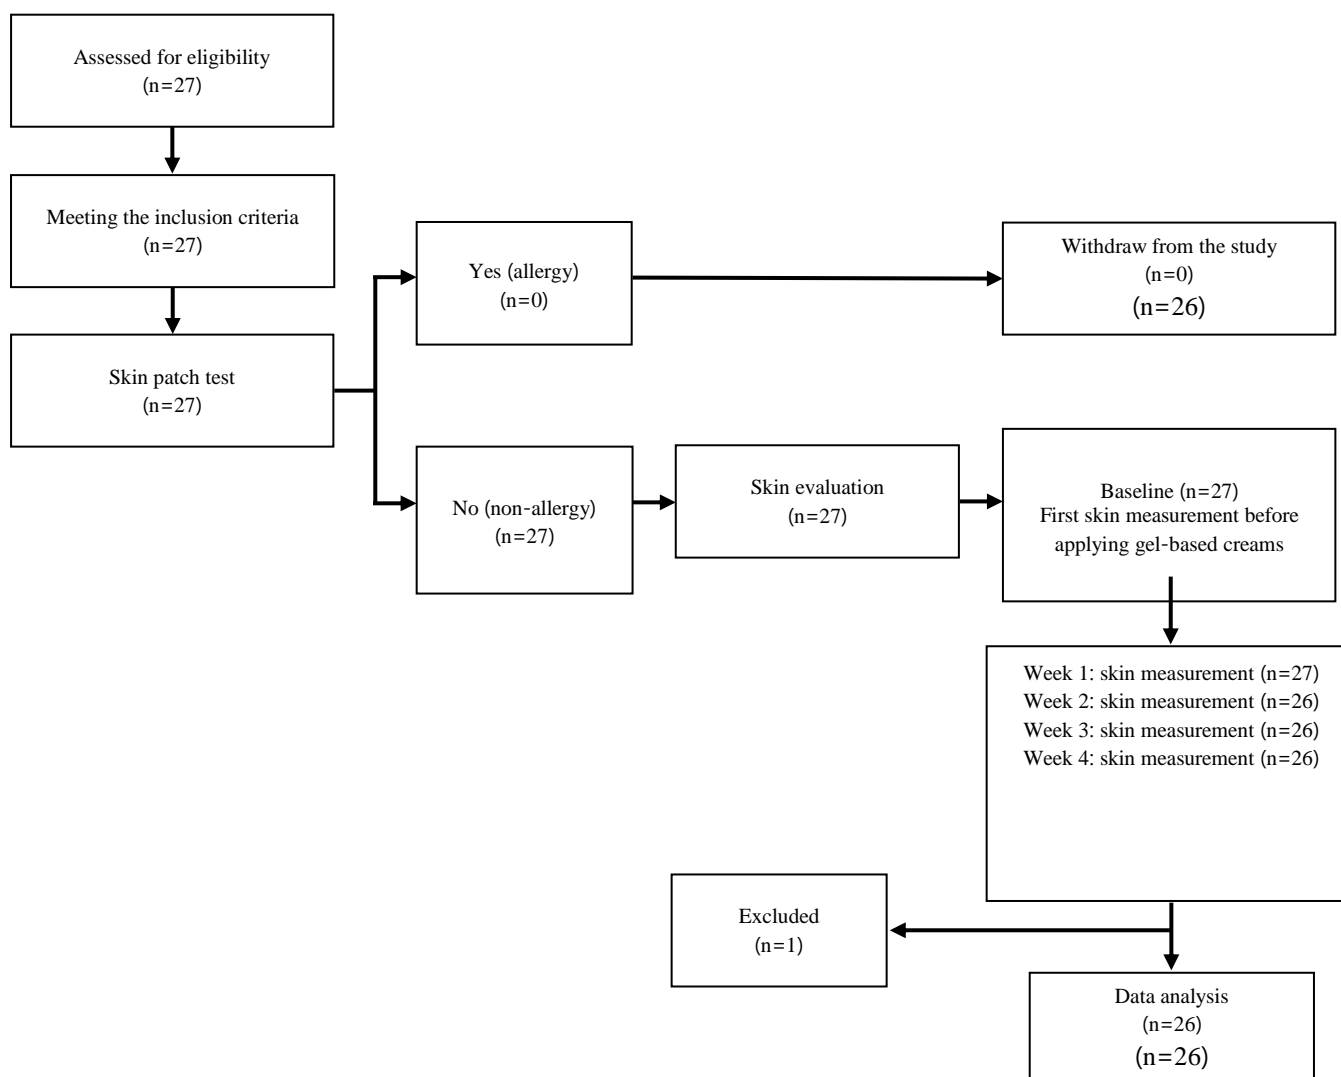 Assessed for eligibility
(n=27)
Meeting the inclusion criteria
(n=27)
Skin patch test
(n=27)
Yes (allergy)
(n=0)
Withdraw from the study
(n=0)
(n=26)
No (non-allergy)
(n=27)
Skin evaluation
(n=27)
Baseline (n=27)
First skin measurement before
applying gel-based creams
Week 1: skin measurement (n=27)
Week 2: skin measurement (n=26)
Week 3: skin measurement (n=26)
Week 4: skin measurement (n=26)
Excluded
(n=1)
Data analysis
(n=26)
(n=26)